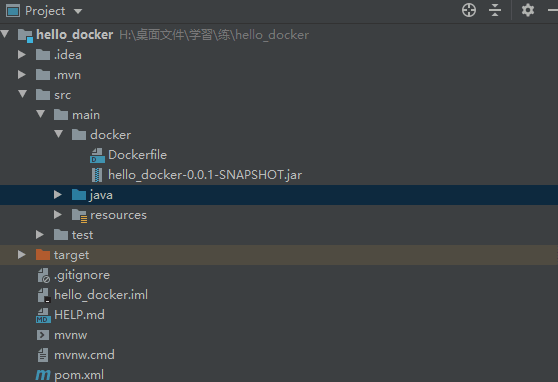 Project
hello_docker H:\桌面文件\学習\练\hello_docker
.idea
.mvn
src
main
docker
Dockerfile
hello_docker-0.0.1-SNAPSHOT.jar
java
resources
test
target
.gitignore
hello_docker.iml
HELP.md
mvnw
mvnw.cmd
pom.xml